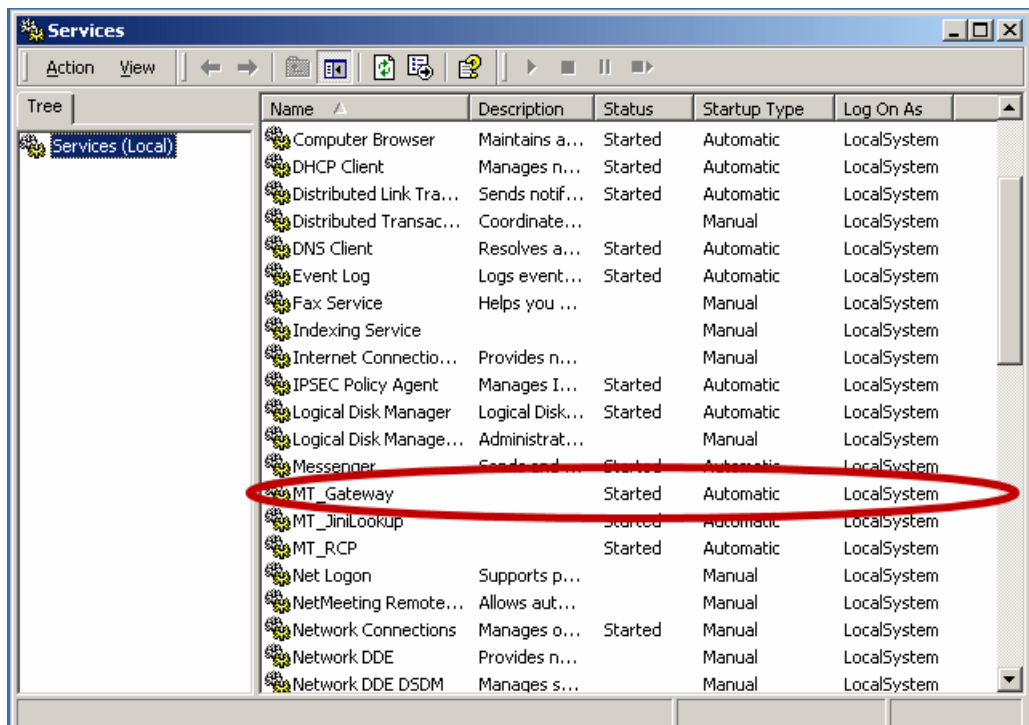 Services
Action View
Tree
Name Description Status Startup Type Log On As
Services (Local)
Computer Browser Maintains a... Started Automatic LocalSystem
DHCP Client Manages n... Started Automatic LocalSystem
Distributed Link Tra... Sends notif... Started Automatic LocalSystem
Distributed Transac... Coordinate... Manual LocalSystem
DNS Client Resolves a... Started Automatic LocalSystem
Event Log Logs event... Started Automatic LocalSystem
Fax Service Helps you ... Manual LocalSystem
Indexing Service Manual LocalSystem
Internet Connectio... Provides n... Manual LocalSystem
IPSEC Policy Agent Manages I... Started Automatic LocalSystem
Logical Disk Manager Logical Disk... Started Automatic LocalSystem
Logical Disk Manage... Administrat... Manual LocalSystem
Messenger Sends and ... Started Automatic LocalSystem
MT_Gateway Started Automatic LocalSystem
MT_JiniLookup Started Automatic LocalSystem
MT_RCP Started Automatic LocalSystem
Net Logon Supports p... Manual LocalSystem
NetMeeting Remote... Allows aut... Manual LocalSystem
Network Connections Manages o... Started Manual LocalSystem
Network DDE Provides n... Manual LocalSystem
Network DDE DSDM Manages s... Manual LocalSystem